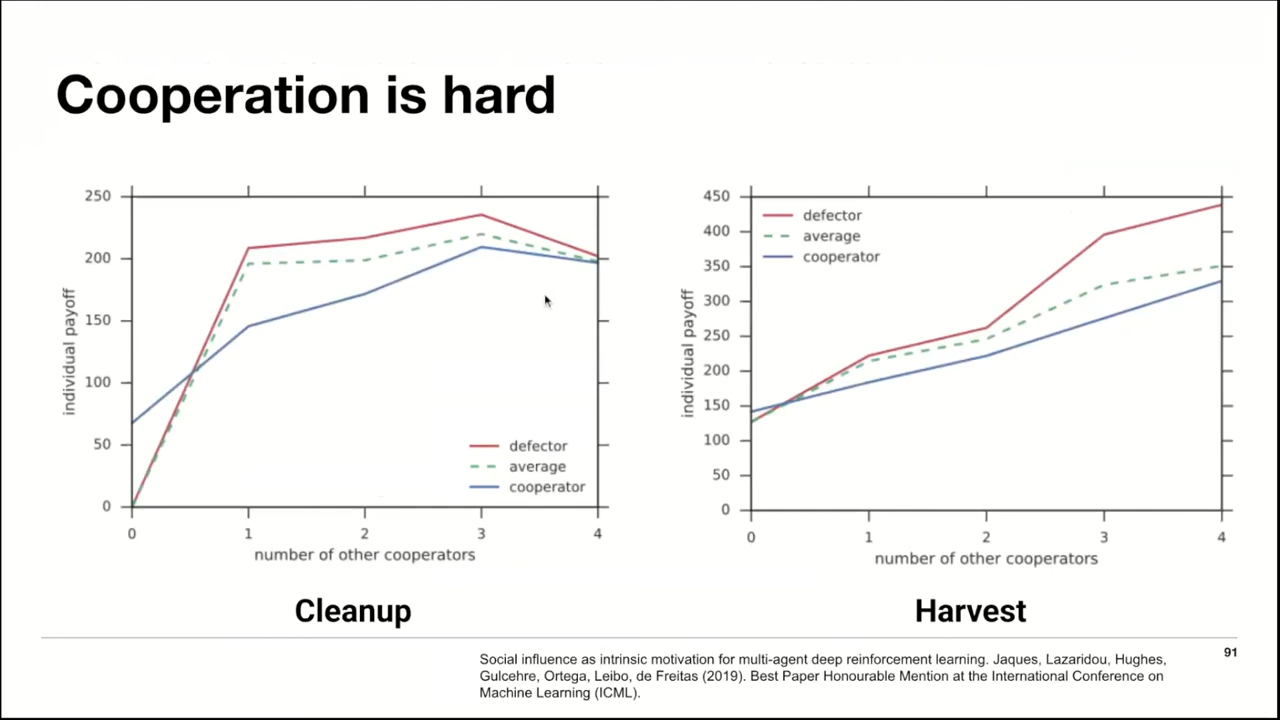 Cooperation is hard
250
200
150
100
50
0
individual payoff
defector
average
cooperator
0 1 2 3 4
number of other cooperators
Cleanup
450
400
350
300
250
200
150
100
50
0
individual payoff
defector
average
cooperator
0 1 2 3 4
number of other cooperators
Harvest
Social influence as intrinsic motivation for multi-agent deep reinforcement learning. Jaques, Lazaridou, Hughes,
Gulcehre, Ortega, Leibo, de Freitas (2019). Best Paper Honourable Mention at the International Conference on
Machine Learning (ICML).
91